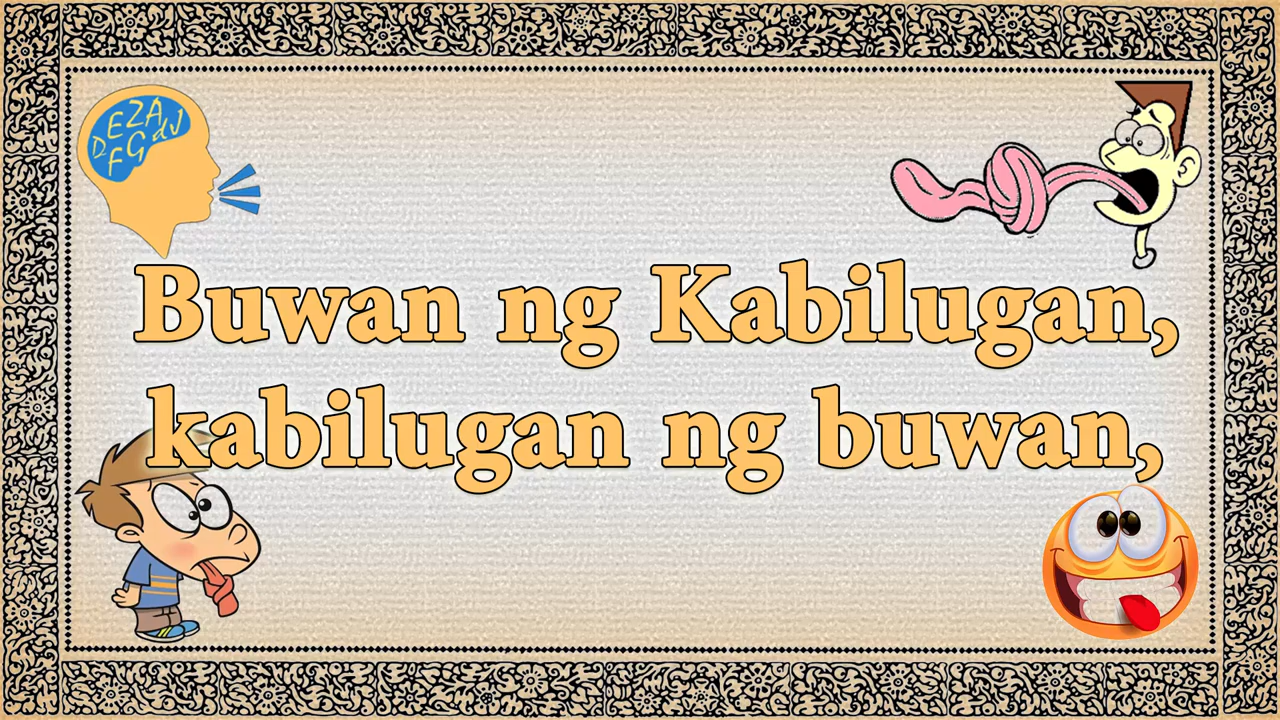 E Z A
D F G d J
Buwan ng Kabilugan,
kabilugan ng buwan,